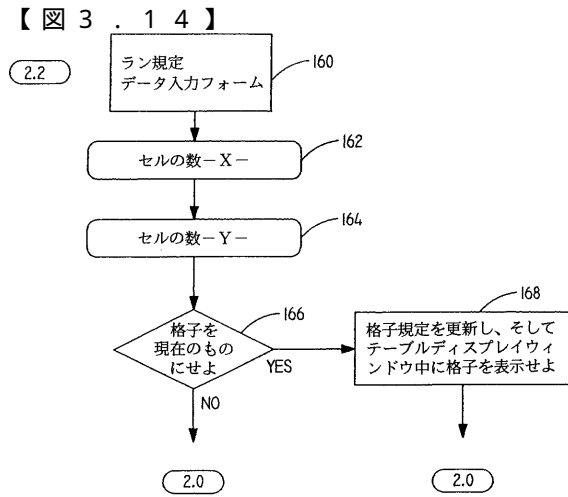 【図３．１４】
2.2
ラン規定
データ入力フォーム
160
セルの数－X－
162
セルの数－Y－
164
格子を
現在のもの
にせよ
166
YES
NO
168
格子規定を更新し、そして
テーブルディスプレイウィ
ンドウ中に格子を表示せよ
2.0
2.0